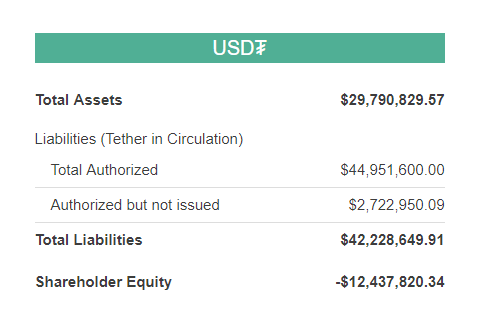 USD₮
Total Assets $29,790,829.57
Liabilities (Tether in Circulation)
Total Authorized $44,951,600.00
Authorized but not issued $2,722,950.09
Total Liabilities $42,228,649.91
Shareholder Equity -$12,437,820.34